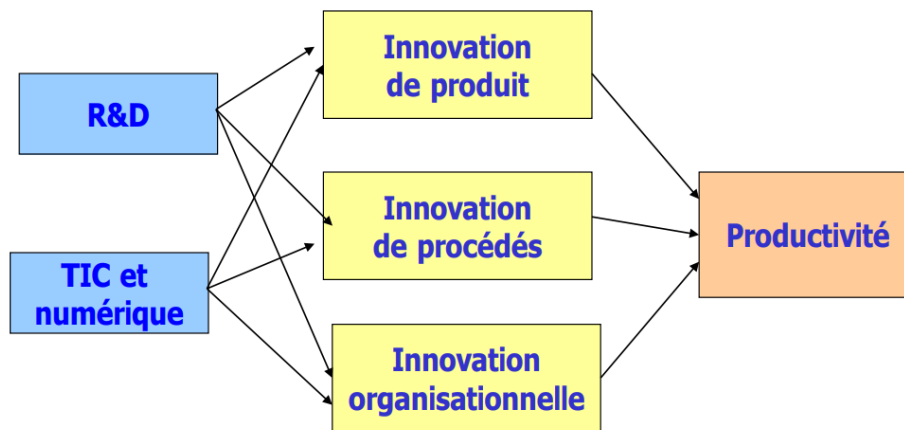 Innovation
de produit
R&D
Innovation
de procédés
Productivité
TIC et
numérique
Innovation
organisationnelle